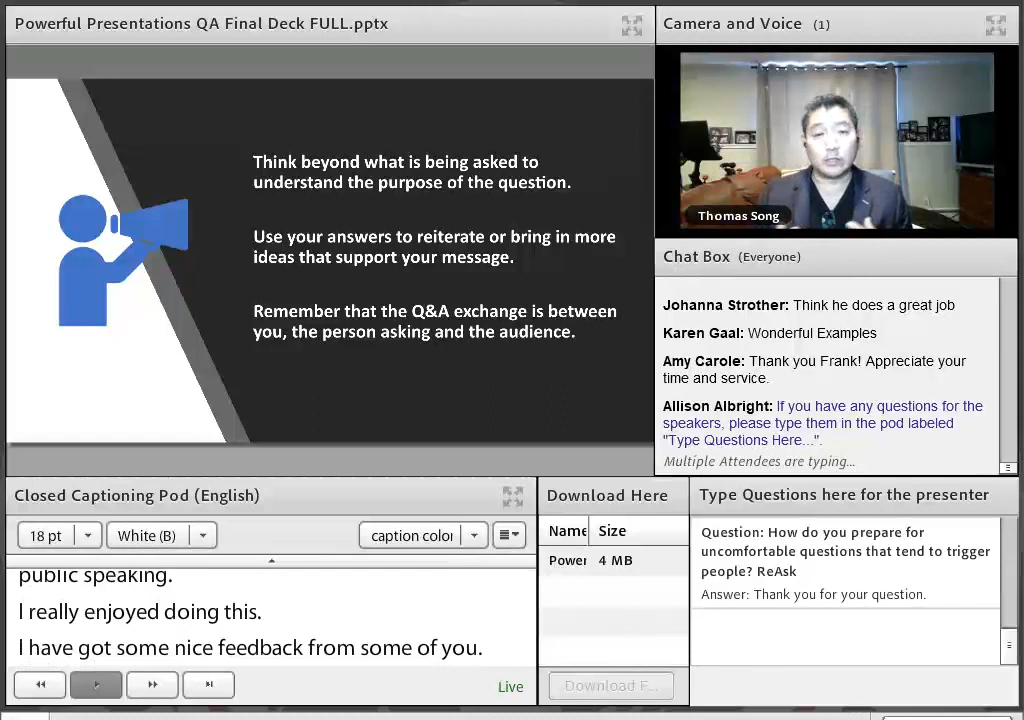 Powerful Presentations QA Final Deck FULL.pptx
Think beyond what is being asked to
understand the purpose of the question.
Use your answers to reiterate or bring in more
ideas that support your message.
Remember that the Q&A exchange is between
you, the person asking and the audience.
Camera and Voice (1)
Thomas Song
Chat Box (Everyone)
Johanna Strother: Think he does a great job
Karen Gaal: Wonderful Examples
Amy Carole: Thank you Frank! Appreciate your
time and service.
Allison Albright: If you have any questions for the
speakers, please type them in the pod labeled
"Type Questions Here...".
Multiple Attendees are typing...
Closed Captioning Pod (English)
18 pt
White (B)
caption color
public speaking.
I really enjoyed doing this.
I have got some nice feedback from some of you.
Live
Download Here
Name Size
Power 4 MB
Download F...
Type Questions here for the presenter
Question: How do you prepare for
uncomfortable questions that tend to trigger
people? ReAsk
Answer: Thank you for your question.